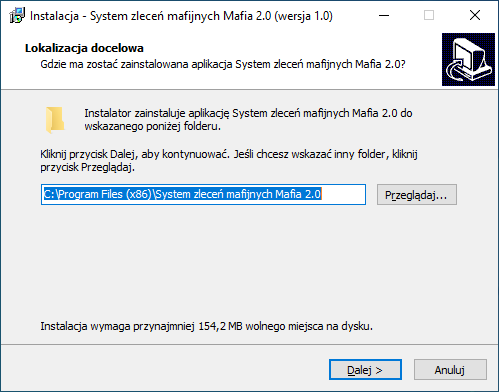 Instalacja - System zleceń mafijnych Mafia 2.0 (wersja 1.0)
Lokalizacja docelowa
Gdzie ma zostać zainstalowana aplikacja System zleceń mafijnych Mafia 2.0?
Instalator zainstaluje aplikację System zleceń mafijnych Mafia 2.0 do
wskazanego poniżej folderu.
Kliknij przycisk Dalej, aby kontynuować. Jeśli chcesz wskazać inny folder, kliknij
przycisk Przeglądaj.
C:\Program Files (x86)\System zleceń mafijnych Mafia 2.0
Przeglądaj...
Instalacja wymaga przynajmniej 154,2 MB wolnego miejsca na dysku.
Dalej >
Anuluj